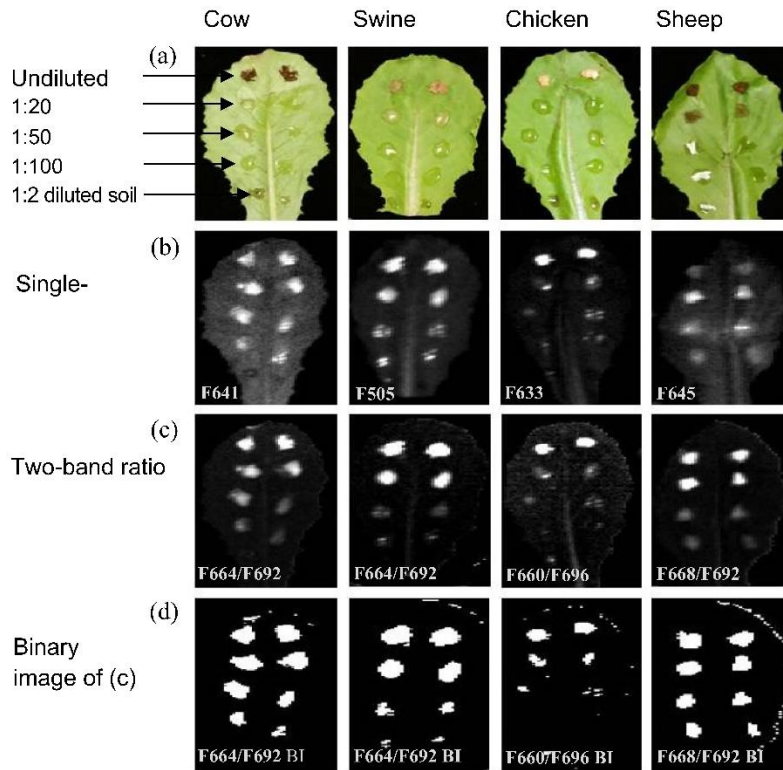 Cow Swine Chicken Sheep
(a)
Undiluted
1:20
1:50
1:100
1:2 diluted soil
(b)
Single-
F641 F505 F633 F645
(c)
Two-band ratio
F664/F692 F664/F692 F660/F696 F668/F692
(d)
Binary
image of (c)
F664/F692 BI F664/F692 BI F660/F696 BI F668/F692 BI